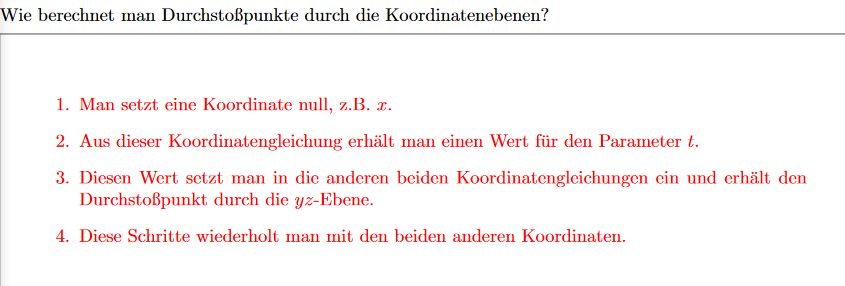 Wie berechnet man Durchstoßpunkte durch die Koordinatenebenen?
1. Man setzt eine Koordinate null, z.B. x.
2. Aus dieser Koordinatengleichung erhält man einen Wert für den Parameter t.
3. Diesen Wert setzt man in die anderen beiden Koordinatengleichungen ein und erhält den
Durchstoßpunkt durch die yz-Ebene.
4. Diese Schritte wiederholt man mit den beiden anderen Koordinaten.